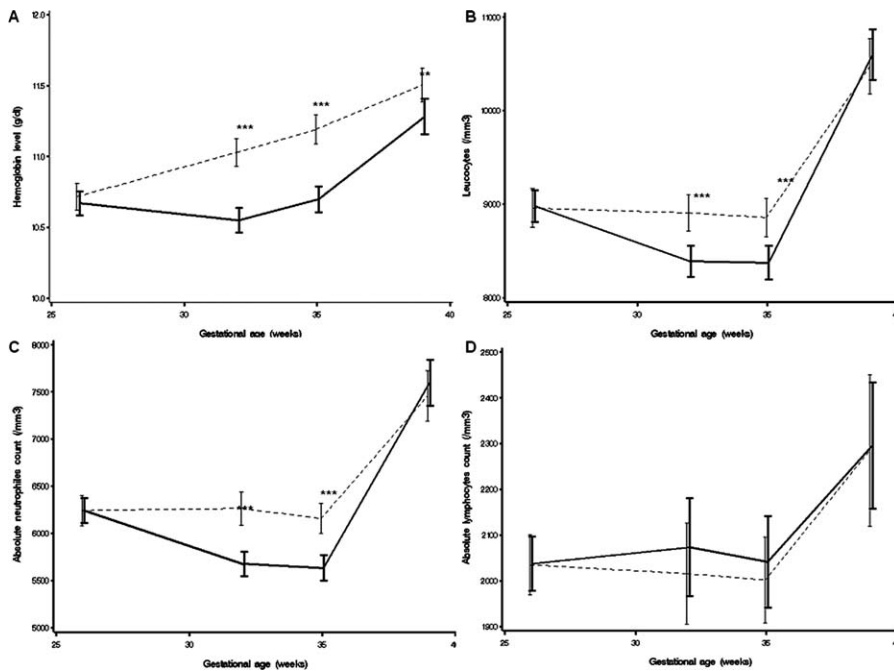 A
12.0
11.5
11.0
10.5
10.0
Hemoglobin level (g/dl)
***
***
**
25 30 35 40
Gestational age (weeks)
B
11000
10000
9000
8000
Leucocytes (/mm3)
***
***
25 30 35 4
Gestational age (weeks)
C
8000
7500
7000
6500
6000
5500
5000
Absolute neutrophiles count (/mm3)
***
***
25 30 35 4
Gestational age (weeks)
D
2500
2400
2300
2200
2100
2000
1900
Absolute lymphocytes count (/mm3)
25 30 35 4
Gestational age (weeks)